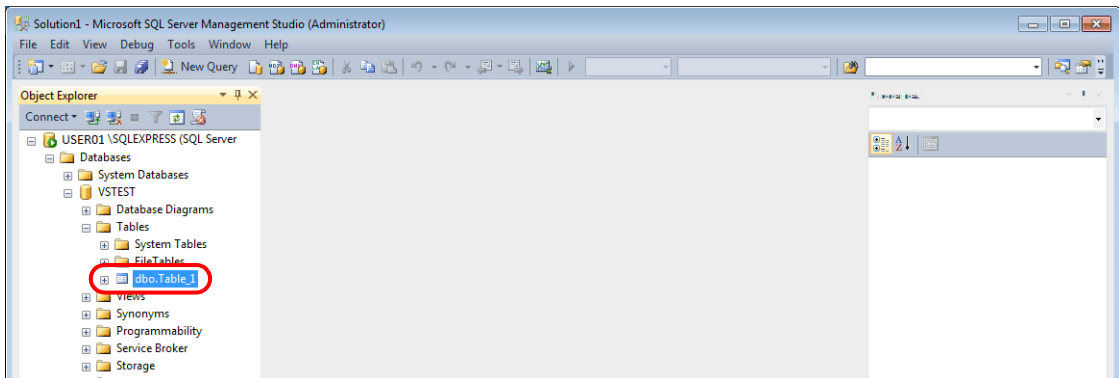 Solution1 - Microsoft SQL Server Management Studio (Administrator)
File Edit View Debug Tools Window Help
New Query
Object Explorer
Connect
USER01 \SQLEXPRESS (SQL Server
Databases
System Databases
VSTEST
Database Diagrams
Tables
System Tables
FileTables
dbo.Table_1
Views
Synonyms
Programmability
Service Broker
Storage